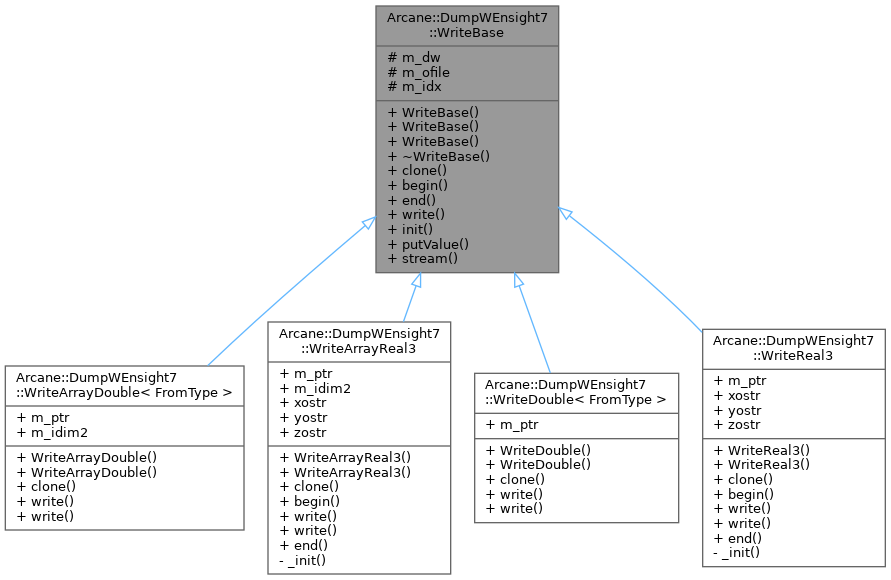 Arcane::DumpWEnsight7
::WriteBase
# m_dw
# m_ofile
# m_idx
+ WriteBase()
+ WriteBase()
+ WriteBase()
+ ~WriteBase()
+ clone()
+ begin()
+ end()
+ write()
+ init()
+ putValue()
+ stream()
Arcane::DumpWEnsight7
::WriteArrayDouble< FromType >
+ m_ptr
+ m_idim2
+ WriteArrayDouble()
+ WriteArrayDouble()
+ clone()
+ write()
+ write()
Arcane::DumpWEnsight7
::WriteArrayReal3
+ m_ptr
+ m_idim2
+ xostr
+ yostr
+ zostr
+ WriteArrayReal3()
+ WriteArrayReal3()
+ clone()
+ begin()
+ write()
+ write()
+ end()
- _init()
Arcane::DumpWEnsight7
::WriteDouble< FromType >
+ m_ptr
+ WriteDouble()
+ WriteDouble()
+ clone()
+ write()
+ write()
Arcane::DumpWEnsight7
::WriteReal3
+ m_ptr
+ xostr
+ yostr
+ zostr
+ WriteReal3()
+ WriteReal3()
+ clone()
+ begin()
+ write()
+ write()
+ end()
- _init()